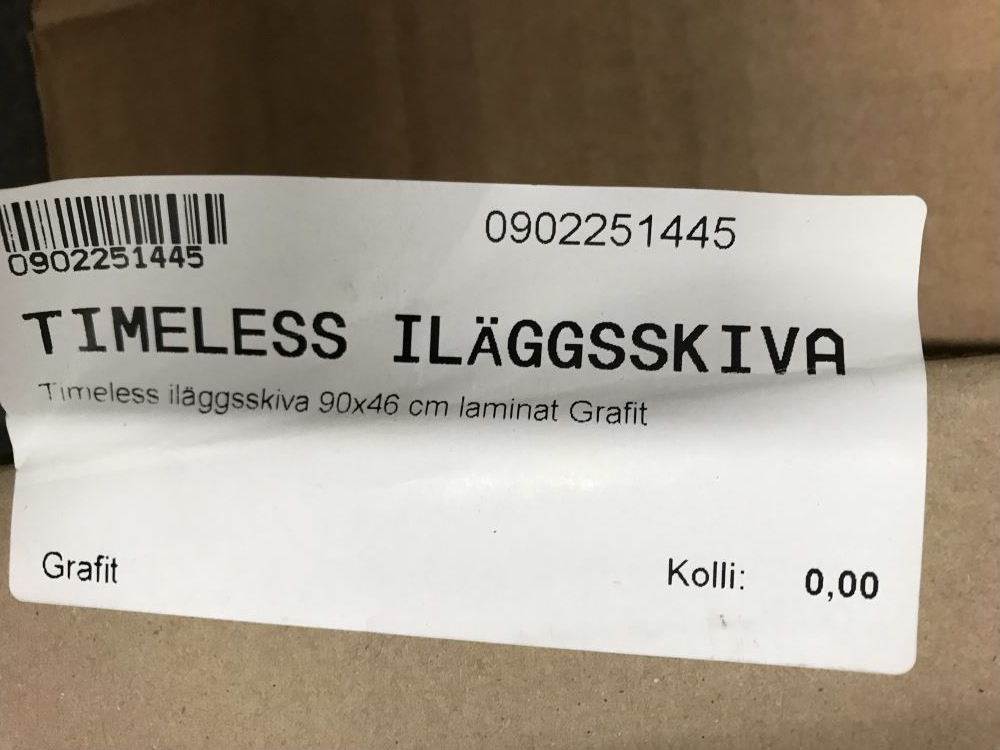 0902251445
0902251445
TIMELESS ILÄGGSSKIVA
Timeless iläggsskiva 90x46 cm laminat Grafit
Grafit
Kolli: 0,00